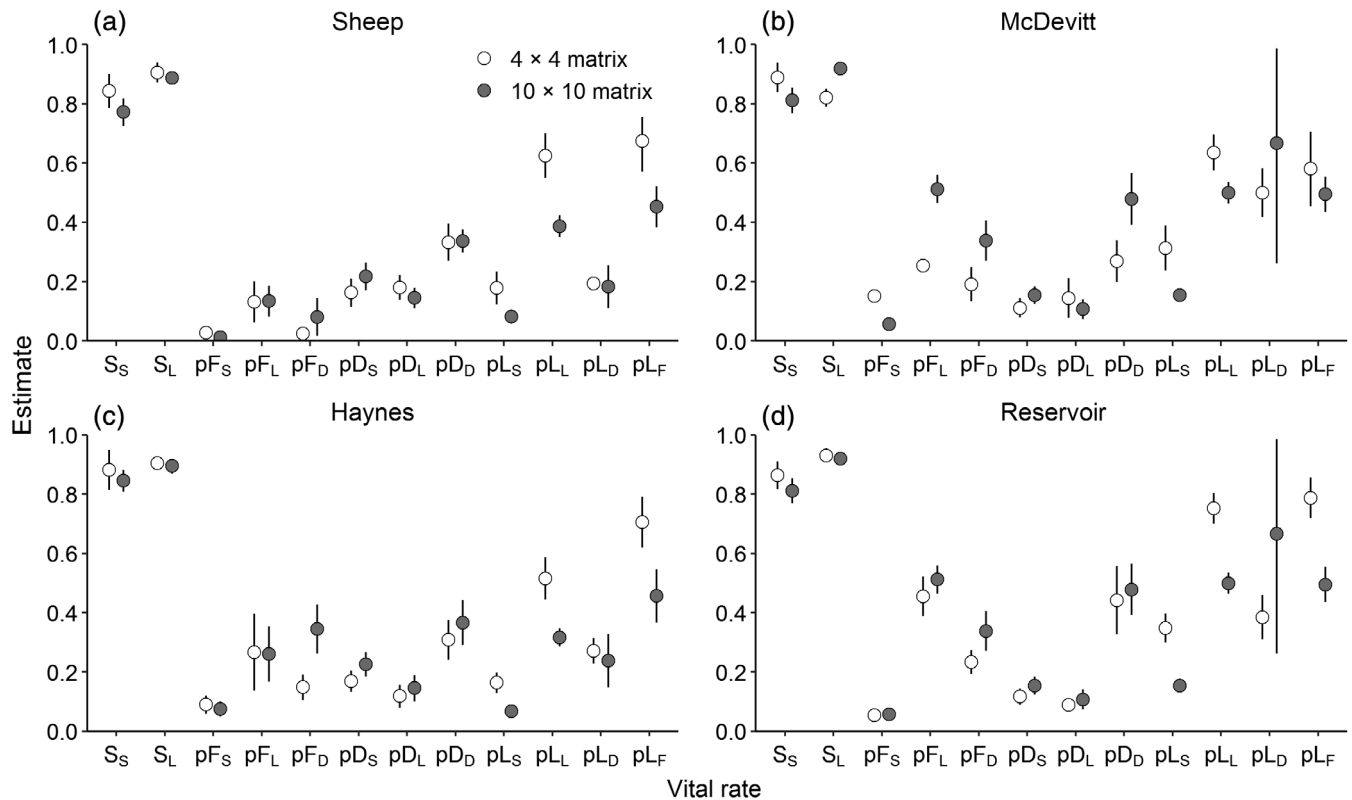 (a) Sheep
(b) McDevitt
1.0
0.8
0.6
0.4
0.2
0.0
4 × 4 matrix
10 × 10 matrix
S_S S_L pF_S pF_L pF_D pD_S pD_L pD_D pL_S pL_L pL_D pL_F
1.0
0.8
0.6
0.4
0.2
0.0
S_S S_L pF_S pF_L pF_D pD_S pD_L pD_D pL_S pL_L pL_D pL_F
Estimate
(c) Haynes
(d) Reservoir
1.0
0.8
0.6
0.4
0.2
0.0
S_S S_L pF_S pF_L pF_D pD_S pD_L pD_D pL_S pL_L pL_D pL_F
1.0
0.8
0.6
0.4
0.2
0.0
S_S S_L pF_S pF_L pF_D pD_S pD_L pD_D pL_S pL_L pL_D pL_F
Vital rate